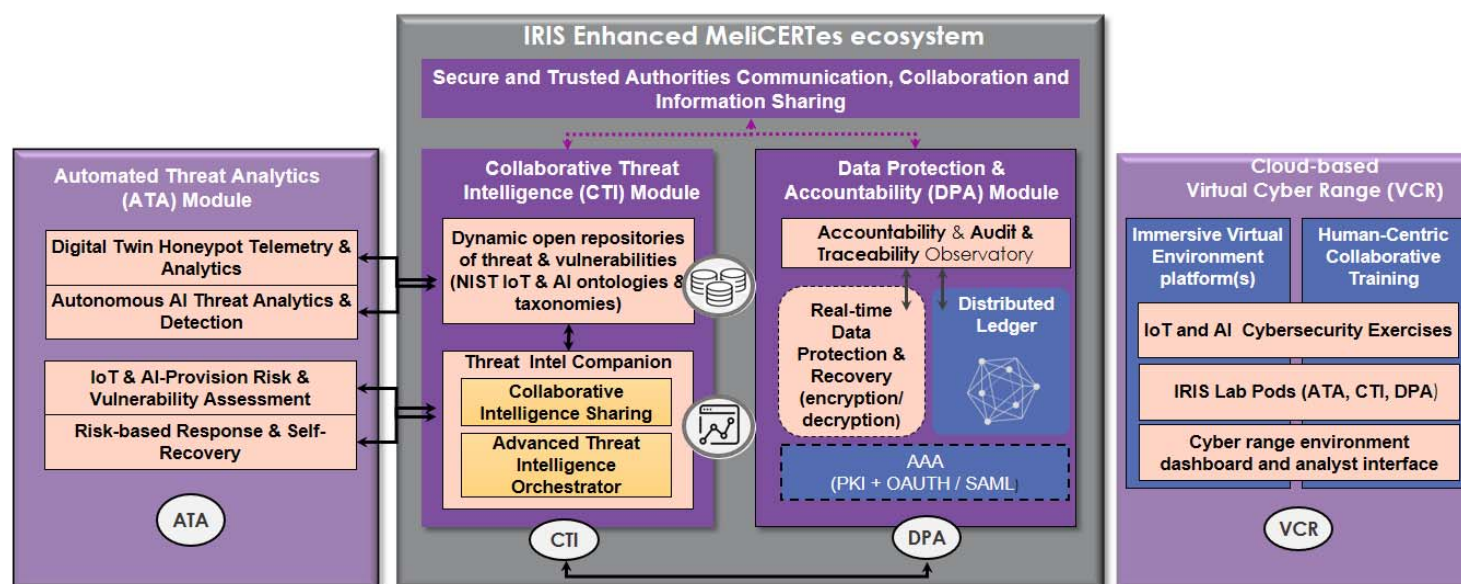 IRIS Enhanced MeliCERTes ecosystem
Secure and Trusted Authorities Communication, Collaboration and
Information Sharing
Automated Threat Analytics
(ATA) Module
Digital Twin Honeypot Telemetry &
Analytics
Autonomous AI Threat Analytics &
Detection
IoT & AI-Provision Risk &
Vulnerability Assessment
Risk-based Response & Self-
Recovery
ATA
Collaborative Threat
Intelligence (CTI) Module
Dynamic open repositories
of threat & vulnerabilities
(NIST IoT & AI ontologies &
taxonomies)
Threat Intel Companion
Collaborative
Intelligence Sharing
Advanced Threat
Intelligence
Orchestrator
CTI
Data Protection &
Accountability (DPA) Module
Accountability & Audit &
Traceability Observatory
Real-time
Data
Protection &
Recovery
(encryption/
decryption)
Distributed
Ledger
AAA
(PKI + OAUTH / SAML)
DPA
Cloud-based
Virtual Cyber Range (VCR)
Immersive Virtual
Environment
platform(s)
Human-Centric
Collaborative
Training
IoT and AI Cybersecurity Exercises
IRIS Lab Pods (ATA, CTI, DPA)
Cyber range environment
dashboard and analyst interface
VCR